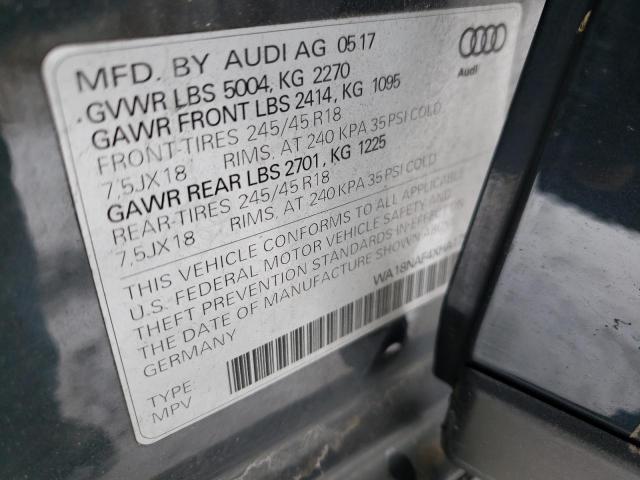 MFD. BY AUDI AG 05 17
Audi
GVWR LBS 5004, KG 2270
GAWR FRONT LBS 2414, KG 1095
FRONT-TIRES 245/45 R18
7,5JX18 RIMS, AT 240 KPA 35 PSI COLD
GAWR REAR LBS 2701, KG 1225
REAR-TIRES 245/45 R18
7,5JX18 RIMS, AT 240 KPA 35 PSI COLD
THIS VEHICLE CONFORMS TO ALL APPLICABLE
U.S. FEDERAL MOTOR VEHICLE SAFETY AND
THEFT PREVENTION STANDARDS IN EFFECT ON
THE DATE OF MANUFACTURE SHOWN ABOVE
GERMANY
TYPE
MPV